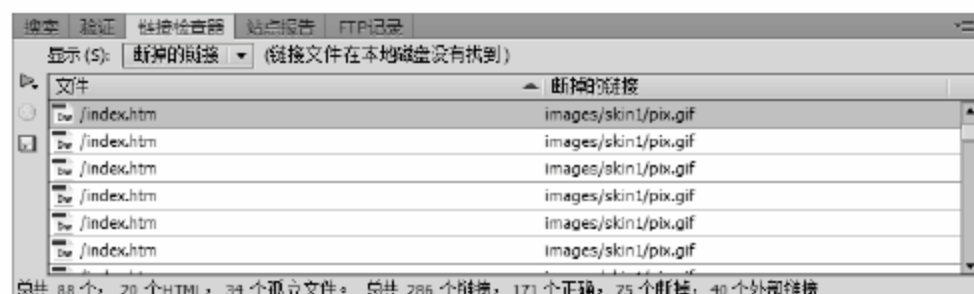 搜索 验证 链接检查器 站点报告 FTP记录
显示(S): 断掉的链接 (链接文件在本地磁盘没有找到)
文件 断掉的链接
/index.htm images/skin1/pix.gif
/index.htm images/skin1/pix.gif
/index.htm images/skin1/pix.gif
/index.htm images/skin1/pix.gif
/index.htm images/skin1/pix.gif
/index.htm images/skin1/pix.gif
总共 88 个, 20 个HTML, 34 个孤立文件。 总共 286 个链接, 171 个正确, 75 个断掉, 40 个外部链接